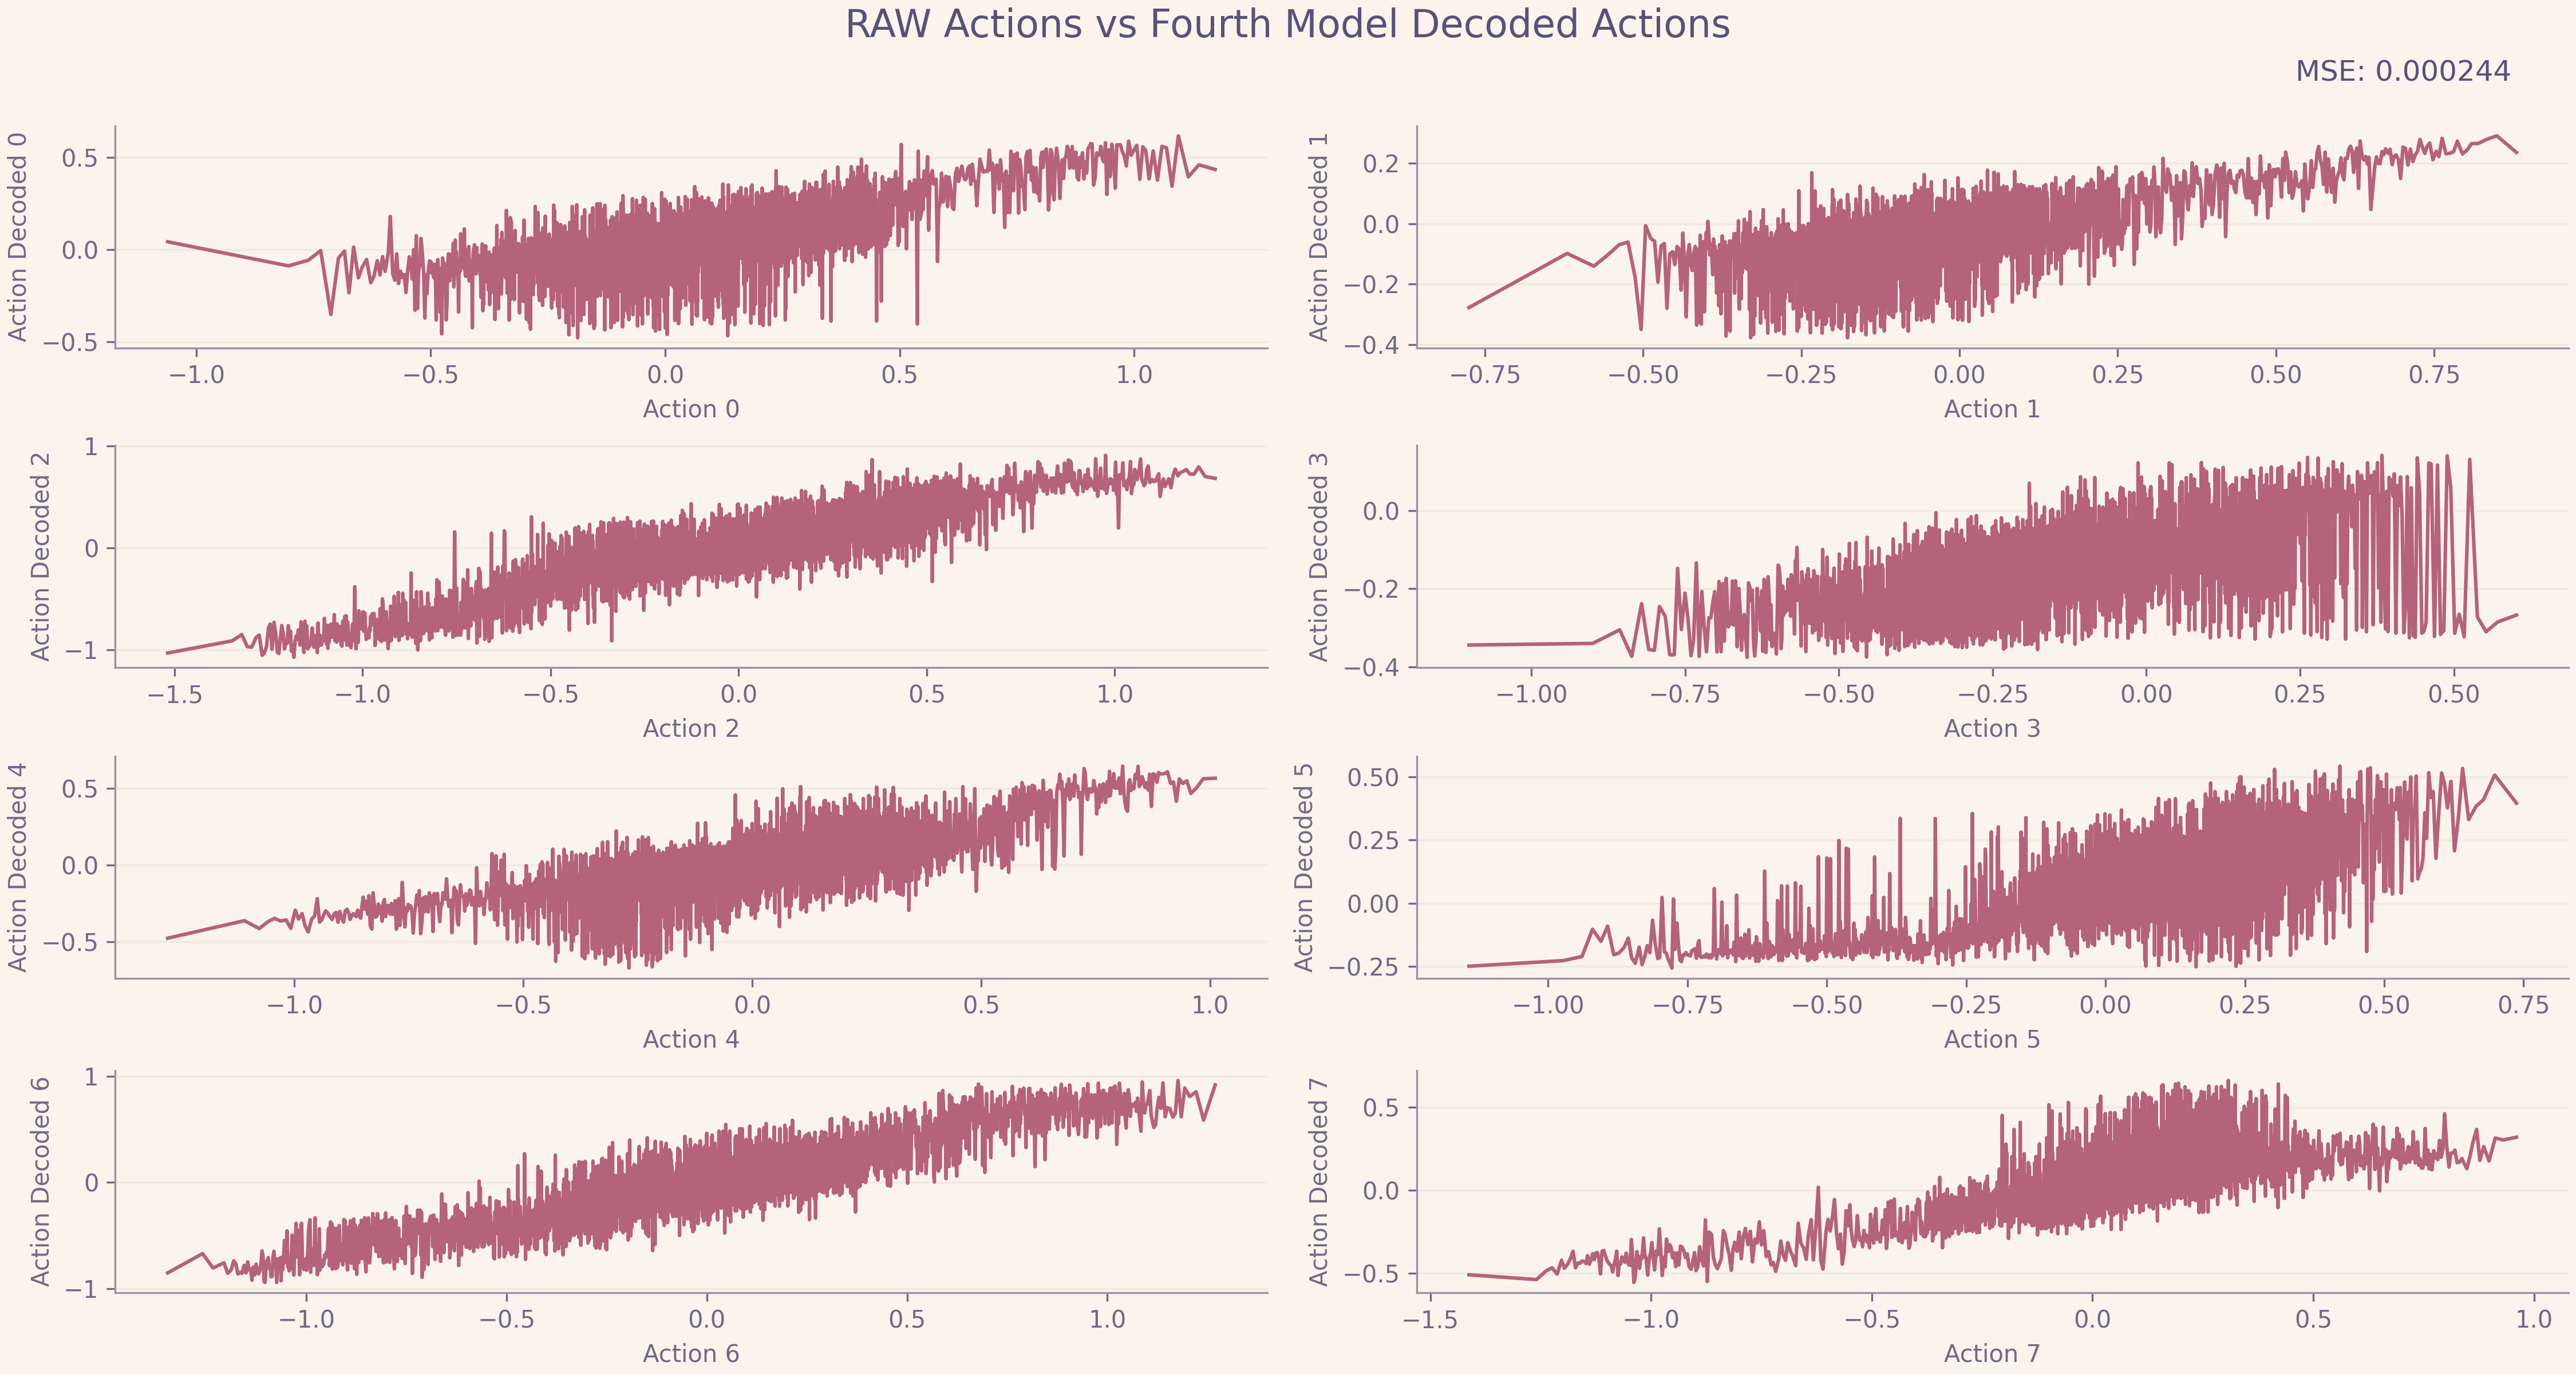 RAW Actions vs Fourth Model Decoded Actions
MSE: 0.000244
Action Decoded 0
0.5
0.0
−0.5
−1.0 −0.5 0.0 0.5 1.0
Action 0
Action Decoded 1
0.2
0.0
−0.2
−0.4
−0.75 −0.50 −0.25 0.00 0.25 0.50 0.75
Action 1
Action Decoded 2
1
0
−1
−1.5 −1.0 −0.5 0.0 0.5 1.0
Action 2
Action Decoded 3
0.0
−0.2
−0.4
−1.00 −0.75 −0.50 −0.25 0.00 0.25 0.50
Action 3
Action Decoded 4
0.5
0.0
−0.5
−1.0 −0.5 0.0 0.5 1.0
Action 4
Action Decoded 5
0.50
0.25
0.00
−0.25
−1.00 −0.75 −0.50 −0.25 0.00 0.25 0.50 0.75
Action 5
Action Decoded 6
1
0
−1
−1.0 −0.5 0.0 0.5 1.0
Action 6
Action Decoded 7
0.5
0.0
−0.5
−1.5 −1.0 −0.5 0.0 0.5 1.0
Action 7